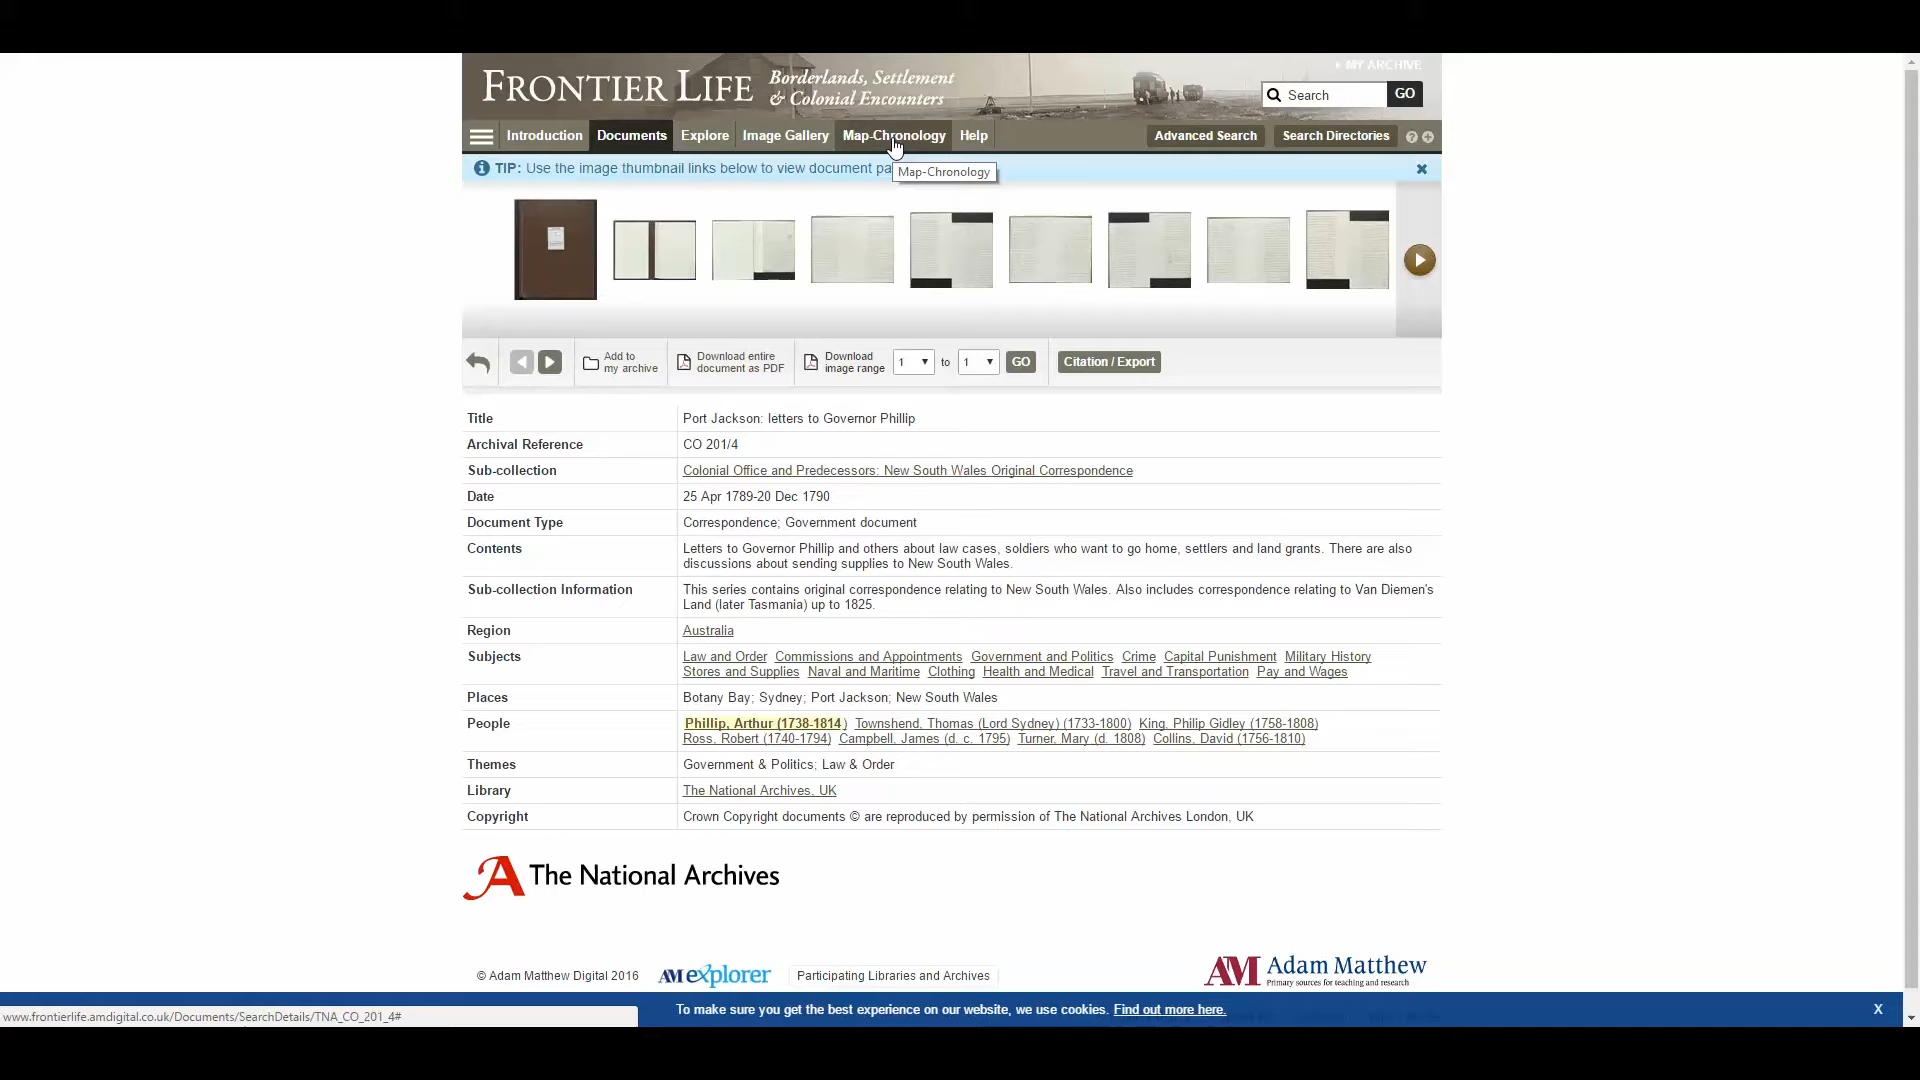 MY ARCHIVE
FRONTIER LIFE
Borderlands, Settlement
& Colonial Encounters
Search
GO
Introduction Documents Explore Image Gallery Map-Chronology Help Advanced Search Search Directories
TIP: Use the image thumbnail links below to view document pa
Map-Chronology
Add to
my archive
Download entire
document as PDF
Download
image range
1 to 1 GO
Citation / Export
Title Port Jackson: letters to Governor Phillip
Archival Reference CO 201/4
Sub-collection Colonial Office and Predecessors: New South Wales Original Correspondence
Date 25 Apr 1789-20 Dec 1790
Document Type Correspondence; Government document
Contents Letters to Governor Phillip and others about law cases, soldiers who want to go home, settlers and land grants. There are also
discussions about sending supplies to New South Wales.
Sub-collection Information This series contains original correspondence relating to New South Wales. Also includes correspondence relating to Van Diemen's
Land (later Tasmania) up to 1825.
Region Australia
Subjects Law and Order Commissions and Appointments Government and Politics Crime Capital Punishment Military History
Stores and Supplies Naval and Maritime Clothing Health and Medical Travel and Transportation Pay and Wages
Places Botany Bay; Sydney; Port Jackson; New South Wales
People Phillip, Arthur (1738-1814) Townshend, Thomas (Lord Sydney) (1733-1800) King, Philip Gidley (1758-1808)
Ross, Robert (1740-1794) Campbell, James (d. c. 1795) Turner, Mary (d. 1808) Collins, David (1756-1810)
Themes Government & Politics; Law & Order
Library The National Archives, UK
Copyright Crown Copyright documents © are reproduced by permission of The National Archives London, UK
The National Archives
© Adam Matthew Digital 2016
AM explorer
Participating Libraries and Archives
AM Adam Matthew
Primary sources for teaching and research
To make sure you get the best experience on our website, we use cookies. Find out more here. X
www.frontierlife.amdigital.co.uk/Documents/SearchDetails/TNA_CO_201_4#